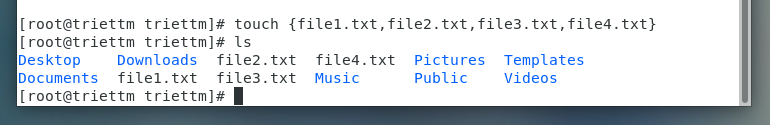 [root@triettm triettm]# touch {file1.txt,file2.txt,file3.txt,file4.txt}
[root@triettm triettm]# ls
Desktop    Downloads  file2.txt  file4.txt  Pictures  Templates
Documents  file1.txt  file3.txt  Music      Public    Videos
[root@triettm triettm]#